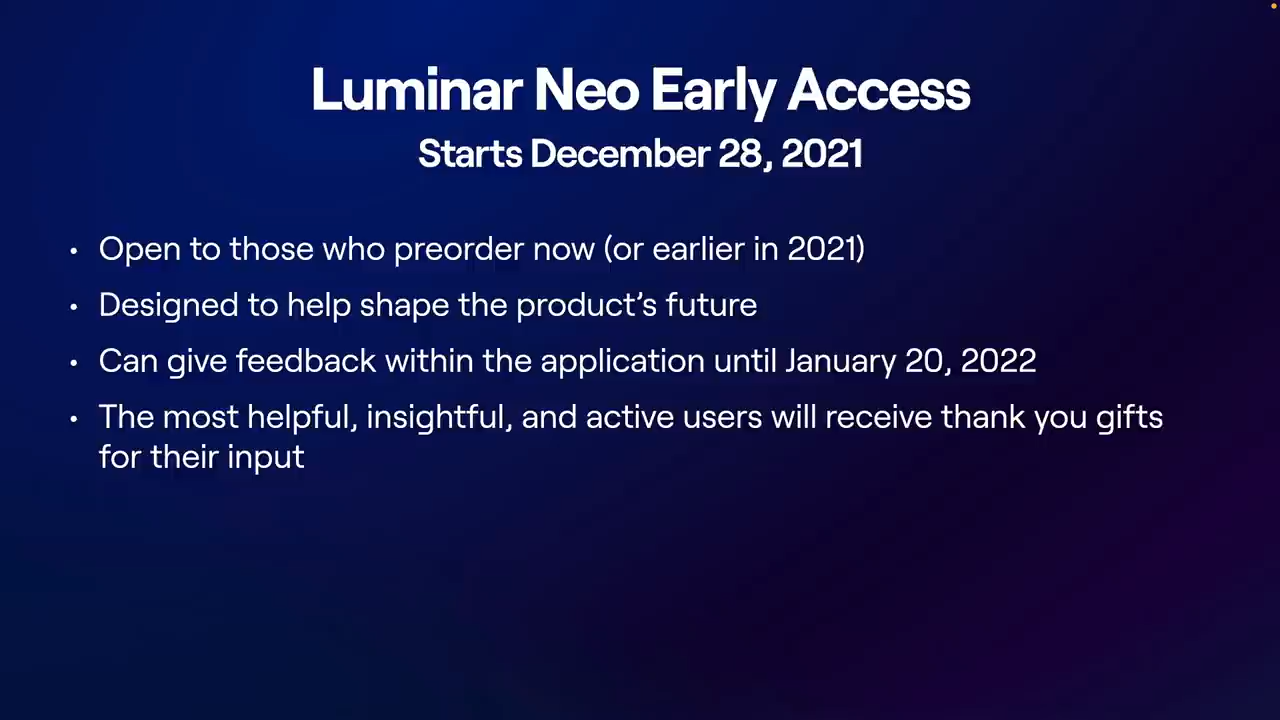 Luminar Neo Early Access
Starts December 28, 2021
• Open to those who preorder now (or earlier in 2021)
• Designed to help shape the product’s future
• Can give feedback within the application until January 20, 2022
• The most helpful, insightful, and active users will receive thank you gifts
for their input